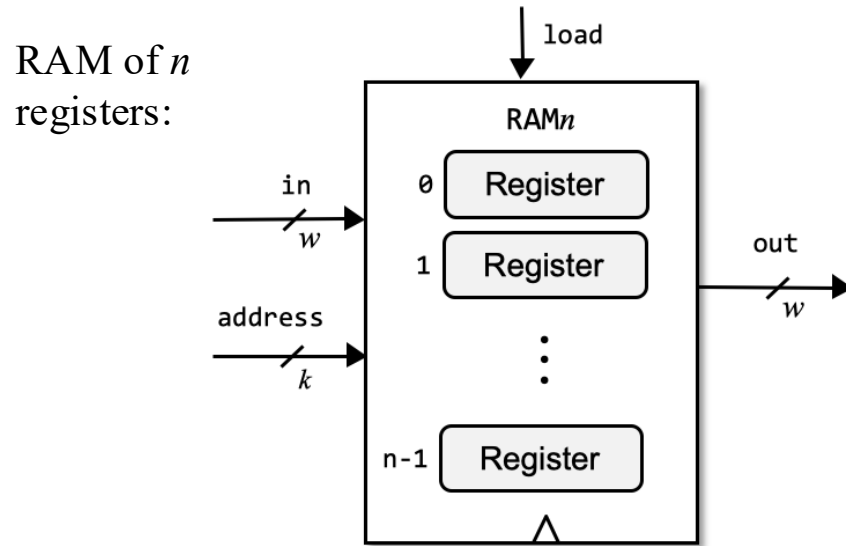 RAM of n
registers:
load
RAMn
in
w
0 Register
1 Register
out
w
address
k
n-1 Register